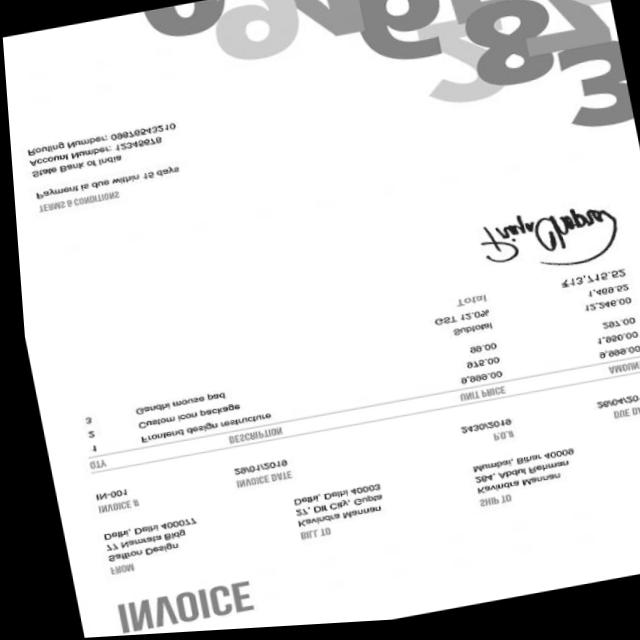 INVOICE
FROM
Saffron Design
77 Namrata Bldg
Delhi, Delhi 400077
BILL TO
Kavindra Mannan
27, Dlf City, Gupta
Delhi, Delhi 40003
SHIP TO
Kavindra Mannan
264, Abdul Rehman
Mumbai, Bihar 40009
INVOICE #
IN-001
INVOICE DATE
29/01/2019
P.O.#
2430/2019
DUE D
26/04/20
QTY DESCRIPTION UNIT PRICE AMOUN
1 Frontend design restructure 9,999.00 9,999.00
2 Custom icon package 975.00 1,950.00
3 Gandhi mouse pad 99.00 297.00
Subtotal 12,246.00
GST 12.0% 1,469.52
Total ₹13,715.52
TERMS & CONDITIONS
Payment is due within 15 days
State Bank of India
Account Number: 12345678
Routing Number: 09876543210